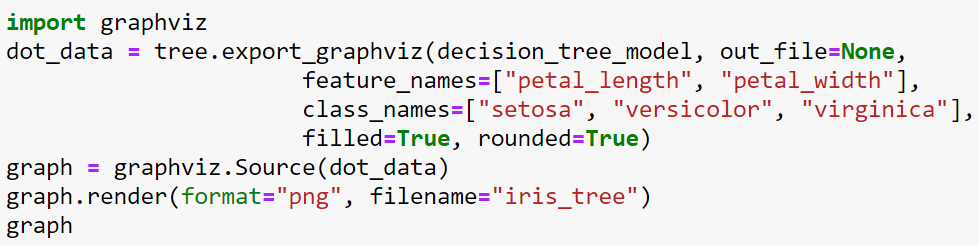 import graphviz
dot_data = tree.export_graphviz(decision_tree_model, out_file=None,
                      feature_names=["petal_length", "petal_width"],
                      class_names=["setosa", "versicolor", "virginica"],
                      filled=True, rounded=True)
graph = graphviz.Source(dot_data)
graph.render(format="png", filename="iris_tree")
graph